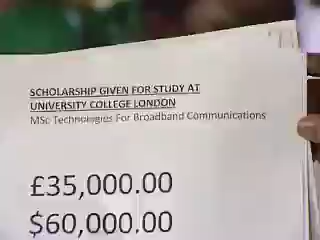 SCHOLARSHIP GIVEN FOR STUDY AT
UNIVERSITY COLLEGE LONDON
MSc Technologies For Broadband Communications
£35,000.00
$60,000.00